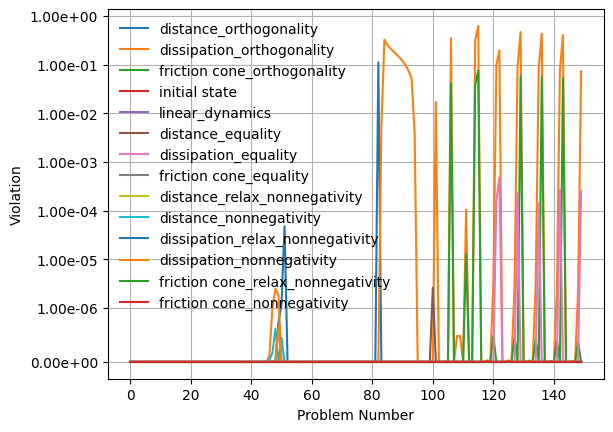 1.00e+00
1.00e-01
1.00e-02
1.00e-03
1.00e-04
1.00e-05
1.00e-06
0.00e+00
Violation
distance_orthogonality
dissipation_orthogonality
friction cone_orthogonality
initial state
linear_dynamics
distance_equality
dissipation_equality
friction cone_equality
distance_relax_nonnegativity
distance_nonnegativity
dissipation_relax_nonnegativity
dissipation_nonnegativity
friction cone_relax_nonnegativity
friction cone_nonnegativity
0 20 40 60 80 100 120 140
Problem Number